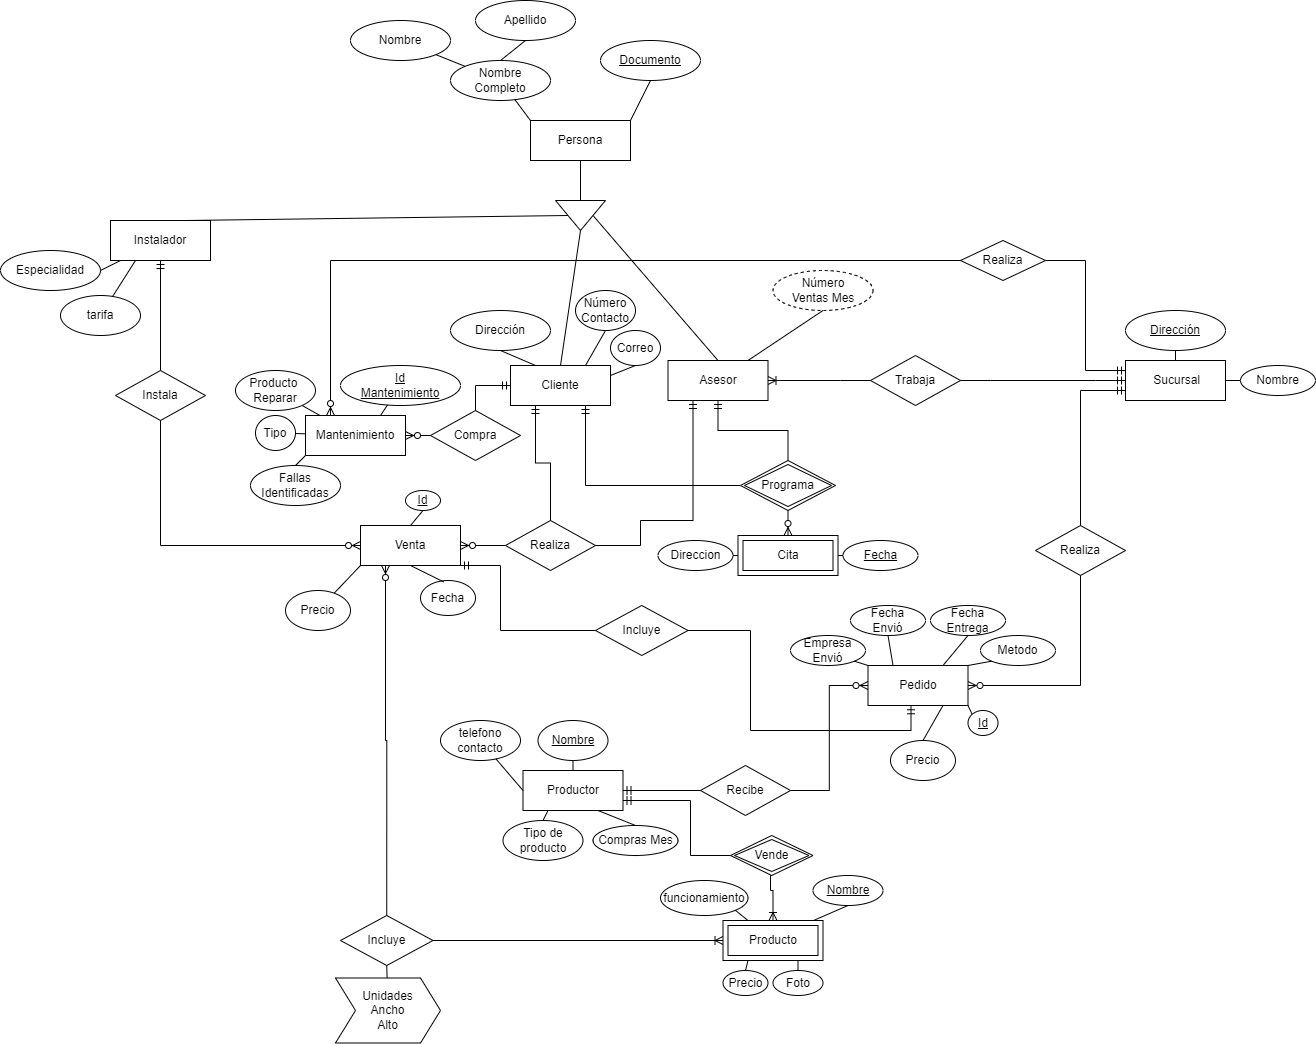 Apellido
Nombre
Documento
Nombre
Completo
Persona
Instalador
Especialidad
tarifa
Realiza
Número
Ventas Mes
Número
Contacto
Dirección
Correo
Dirección
Cliente
Asesor
Trabaja
Sucursal
Nombre
Producto
Reparar
Id
Mantenimiento
Instala
Tipo
Mantenimiento
Compra
Fallas
Identificadas
Programa
Id
Venta
Realiza
Direccion
Cita
Fecha
Realiza
Precio
Fecha
Incluye
Fecha
Envió
Fecha
Entrega
Empresa
Envió
Metodo
Pedido
Id
Precio
telefono
contacto
Nombre
Productor
Recibe
Tipo de
producto
Compras Mes
Vende
funcionamiento
Nombre
Incluye
Producto
Precio
Foto
Unidades
Ancho
Alto